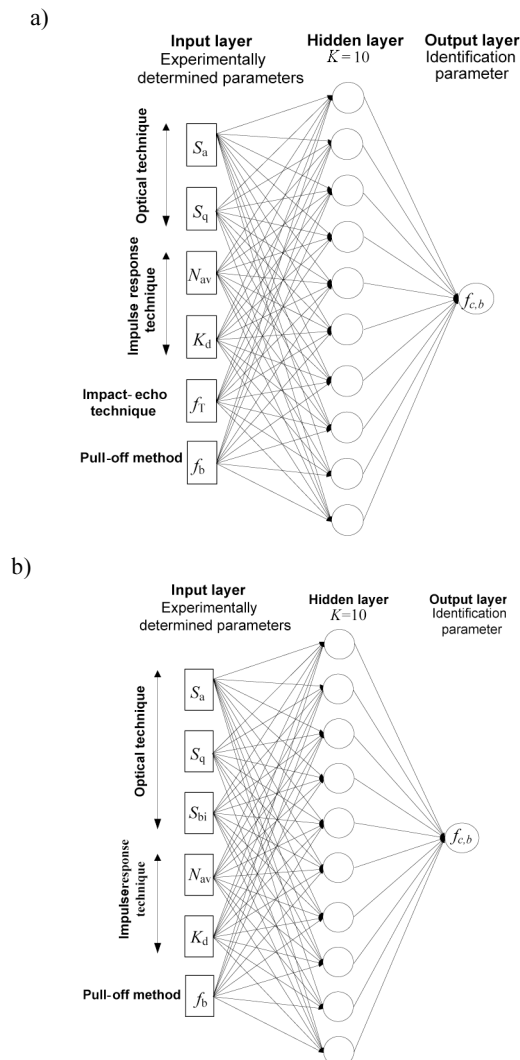 a)
Input layer
Experimentally
determined parameters
Hidden layer
K = 10
Output layer
Identification
parameter
Optical technique
Sa
Sq
Impulse response
technique
Nav
Kd
Impact- echo
technique
fT
Pull-off method
fb
fc,b
b)
Input layer
Experimentally
determined parameters
Hidden layer
K=10
Output layer
Identification
parameter
Optical technique
Sa
Sq
Sbi
Impulse response
technique
Nav
Kd
Pull-off method
fb
fc,b